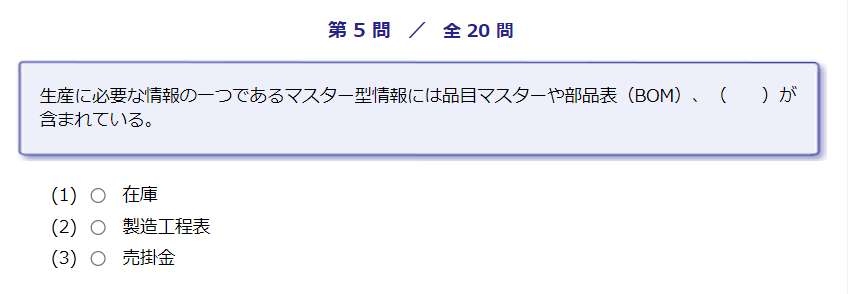 第 5 問 ／ 全 20 問
生産に必要な情報の一つであるマスター型情報には品目マスターや部品表（BOM）、（　　）が
含まれている。
(1) ○ 在庫
(2) ○ 製造工程表
(3) ○ 売掛金